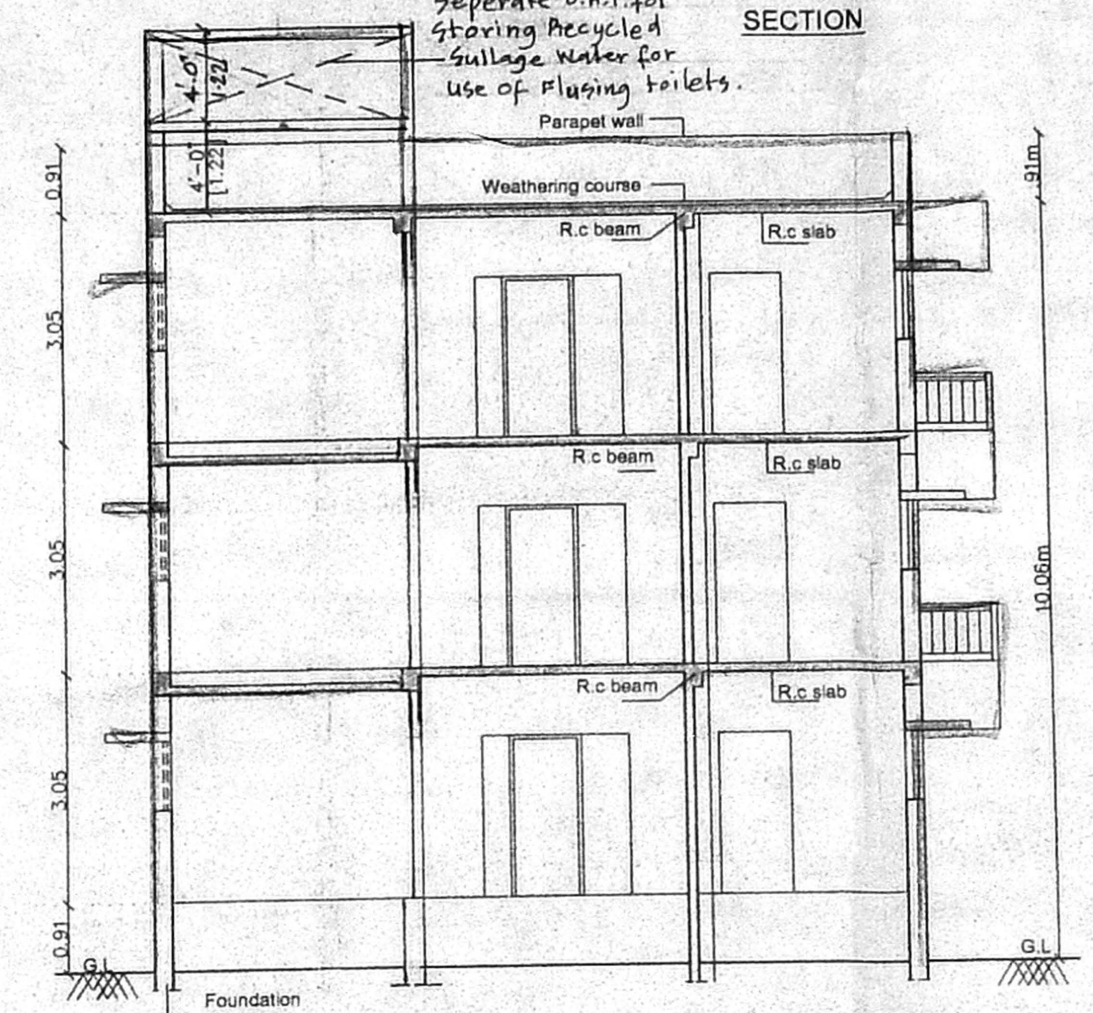 Seperate O.H.T. for
Storing Recycled
Sullage Water for
use of Flusing toilets.
SECTION
4'-0"
1.22
Parapet wall
4'-0"
[1.22]
0.91
.91m
Weathering course
R.c beam
R.c slab
3.05
R.c beam
R.c slab
3.05
10.06m
R.c beam
R.c slab
3.05
0.91
G.L
G.L
Foundation